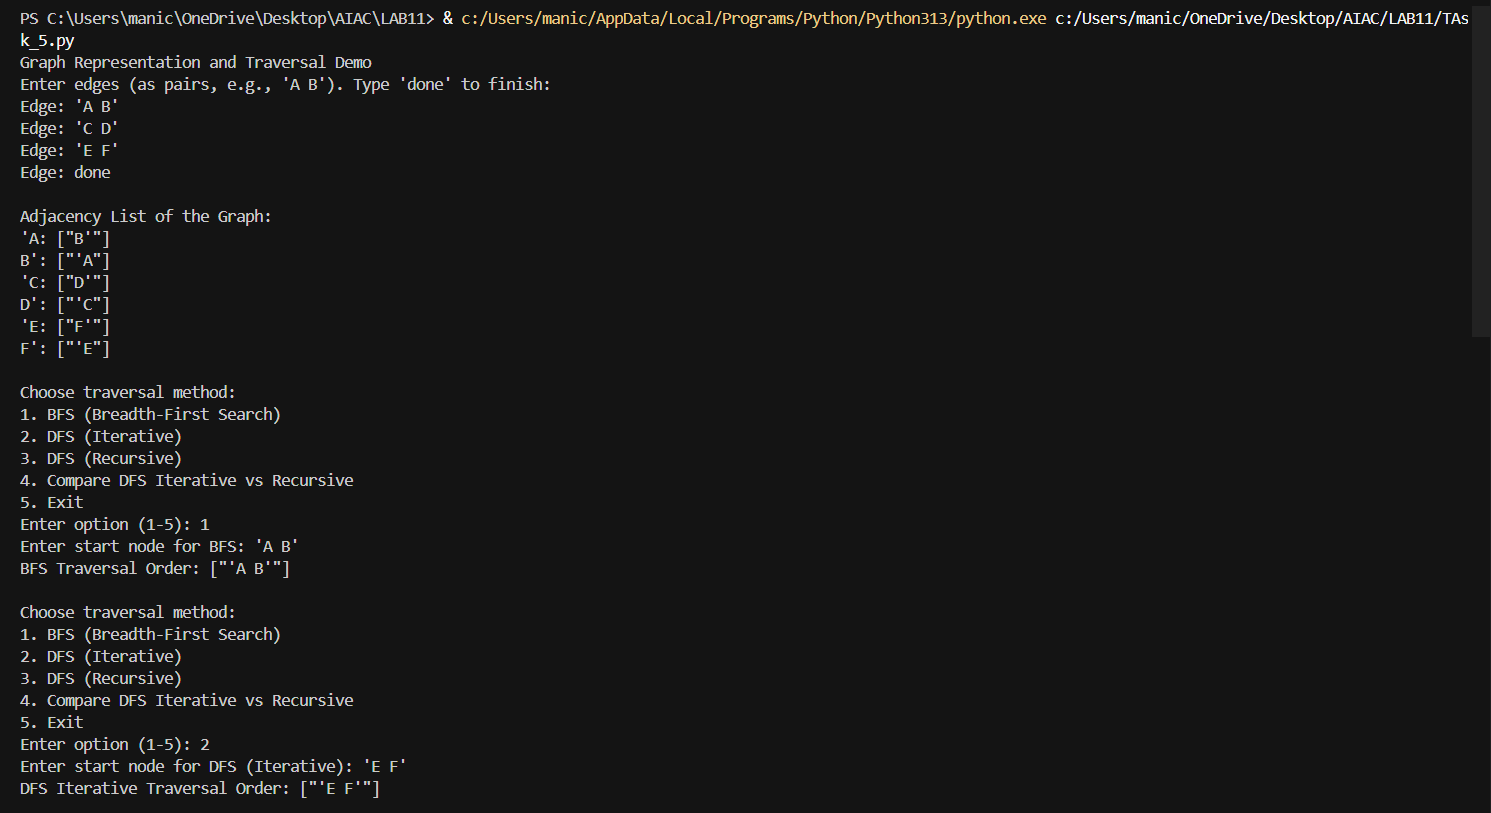 PS C:\Users\manic\OneDrive\Desktop\AIAC\LAB11> & c:/Users/manic/AppData/Local/Programs/Python/Python313/python.exe c:/Users/manic/OneDrive/Desktop/AIAC/LAB11/TAs
k_5.py
Graph Representation and Traversal Demo
Enter edges (as pairs, e.g., 'A B'). Type 'done' to finish:
Edge: 'A B'
Edge: 'C D'
Edge: 'E F'
Edge: done

Adjacency List of the Graph:
'A: ["B'"]
B': ["'A"]
'C: ["D'"]
D': ["'C"]
'E: ["F'"]
F': ["'E"]

Choose traversal method:
1. BFS (Breadth-First Search)
2. DFS (Iterative)
3. DFS (Recursive)
4. Compare DFS Iterative vs Recursive
5. Exit
Enter option (1-5): 1
Enter start node for BFS: 'A B'
BFS Traversal Order: ["'A B'"]

Choose traversal method:
1. BFS (Breadth-First Search)
2. DFS (Iterative)
3. DFS (Recursive)
4. Compare DFS Iterative vs Recursive
5. Exit
Enter option (1-5): 2
Enter start node for DFS (Iterative): 'E F'
DFS Iterative Traversal Order: ["'E F'"]